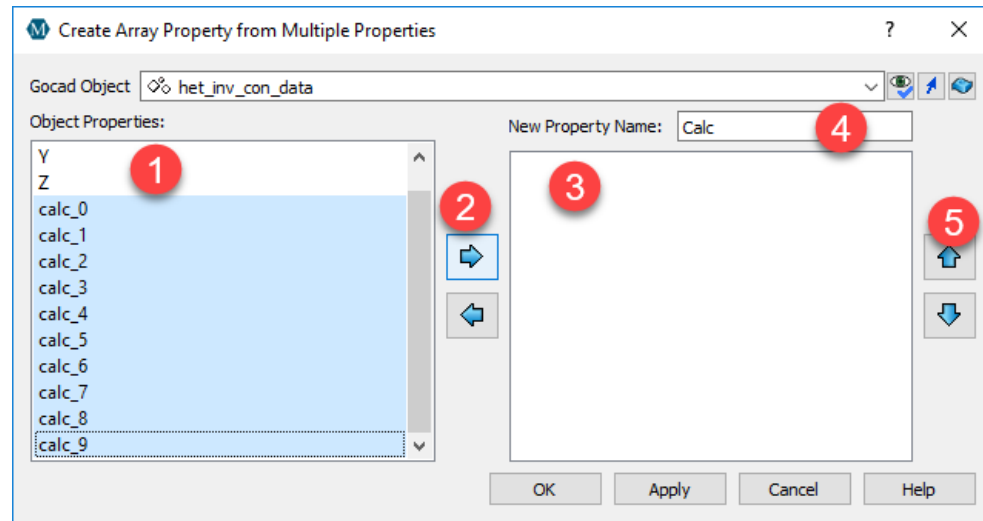 M Create Array Property from Multiple Properties ? X
Gocad Object het_inv_con_data
Object Properties:
New Property Name: Calc 4
Y
Z
1
calc_0
calc_1
calc_2
calc_3
calc_4
calc_5
calc_6
calc_7
calc_8
calc_9
2
3
5
OK Apply Cancel Help